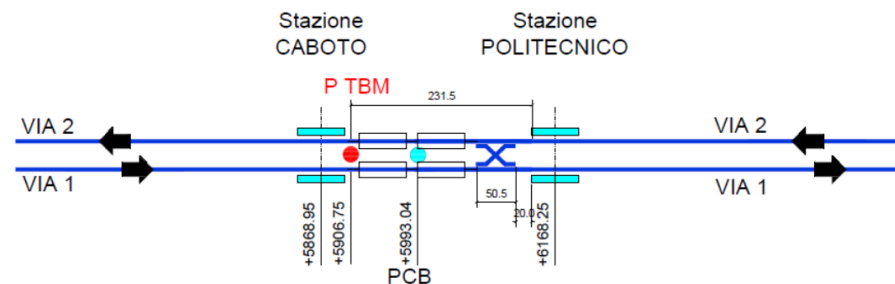 Stazione
CABOTO
Stazione
POLITECNICO
P TBM
231.5
VIA 2
VIA 2
VIA 1
VIA 1
50.5
20.0
+5868.95
+5906.75
+5993.04
+6168.25
PCB